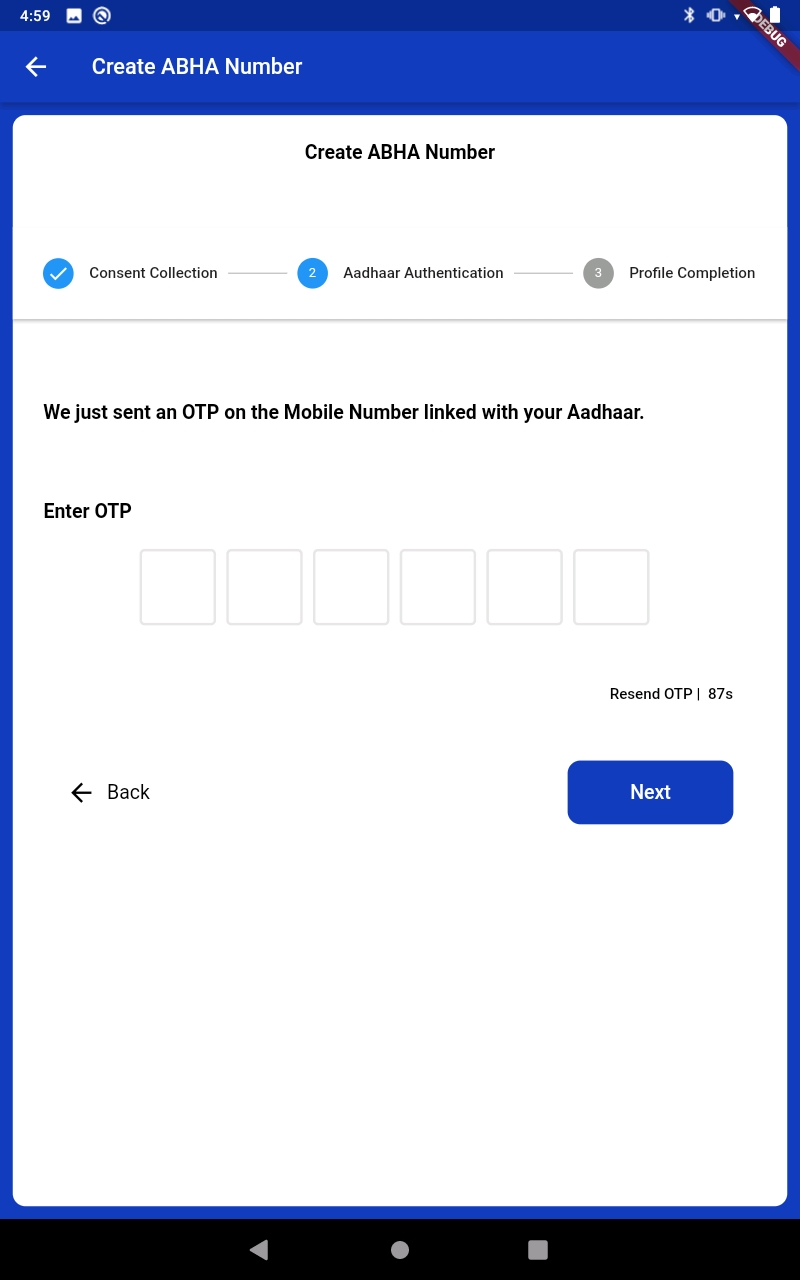 4:59
DEBUG
Create ABHA Number
Create ABHA Number
Consent Collection
2 Aadhaar Authentication
3 Profile Completion
We just sent an OTP on the Mobile Number linked with your Aadhaar.
Enter OTP
Resend OTP | 87s
Back
Next